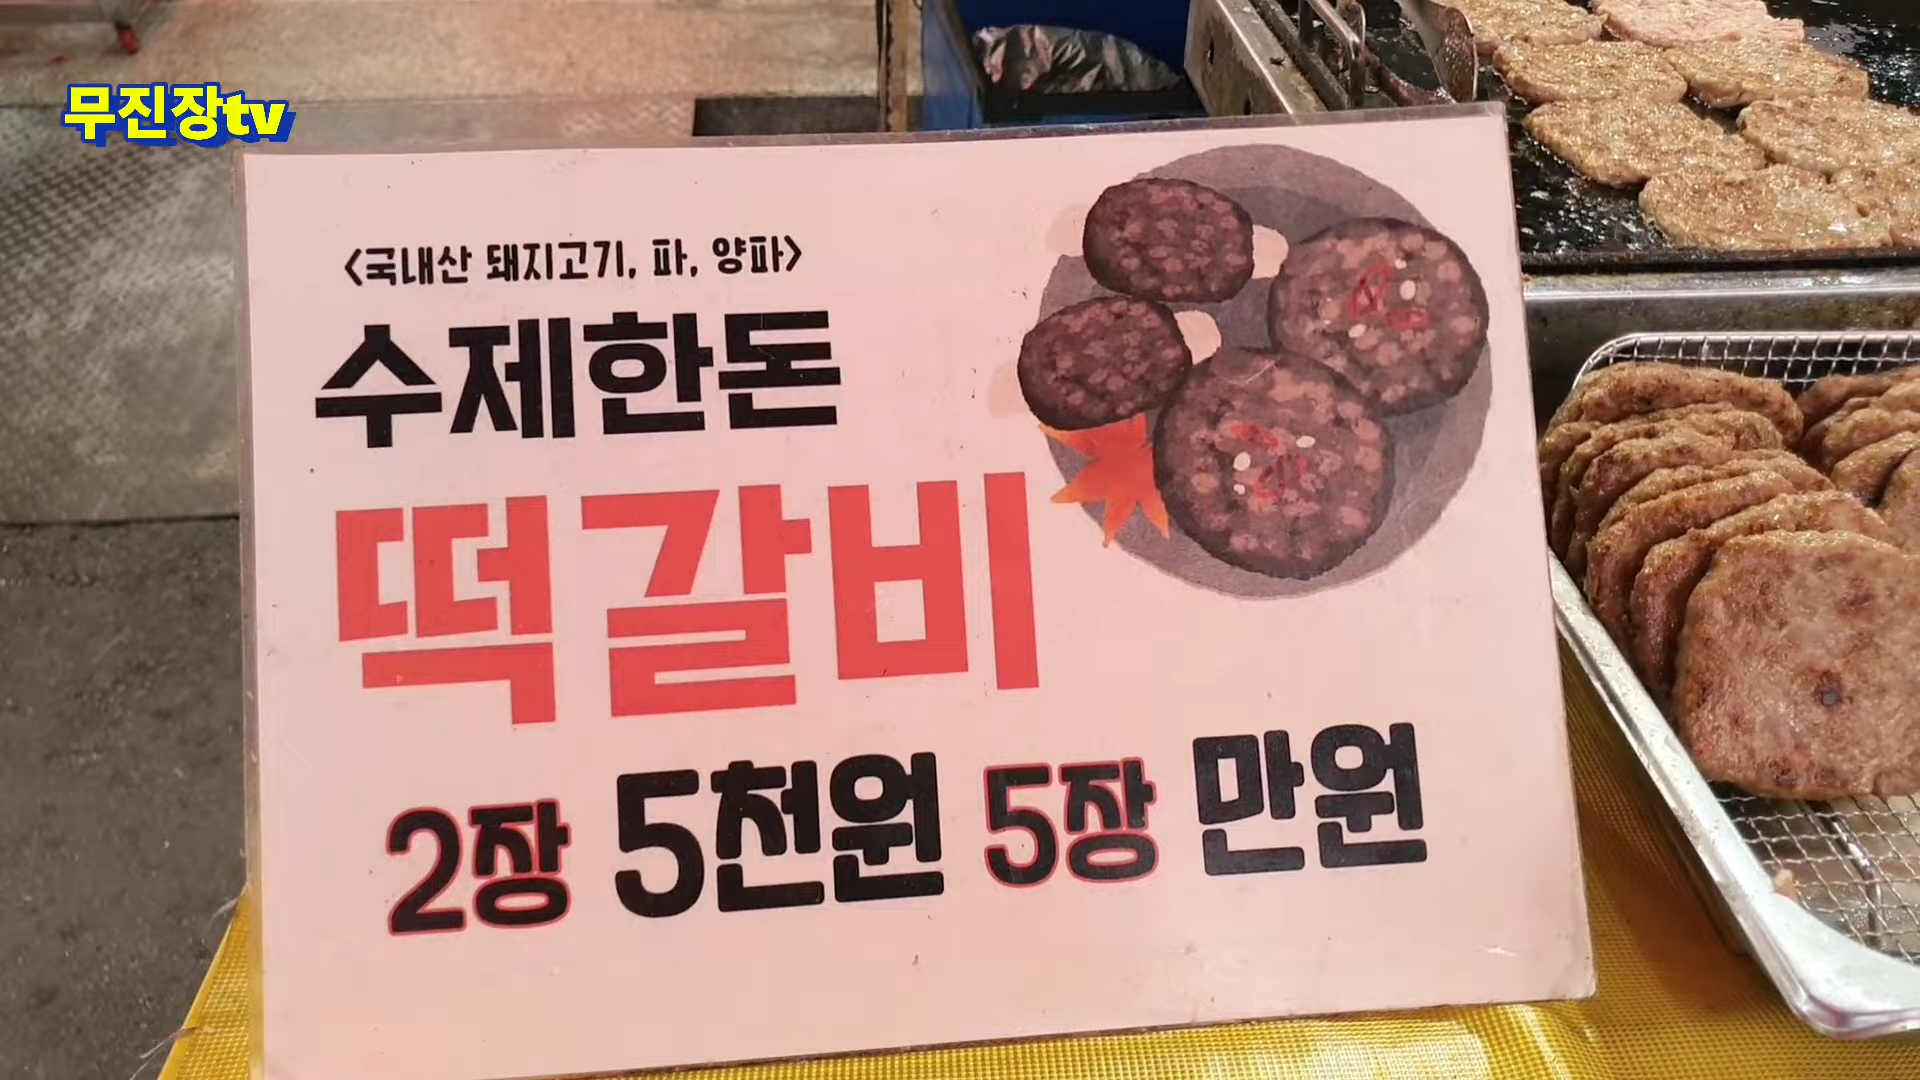 무진장tv
<국내산 돼지고기, 파, 양파>
수제한돈
떡갈비
2장 5천원 5장 만원